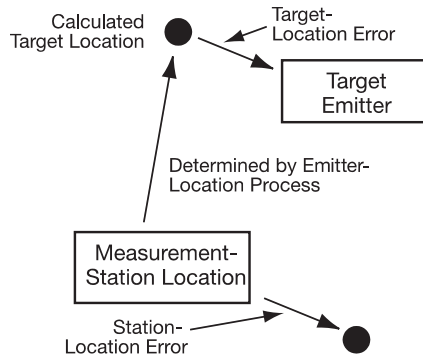 Calculated
Target Location
Target-
Location Error
Target
Emitter
Determined by Emitter-
Location Process
Measurement-
Station Location
Station-
Location Error